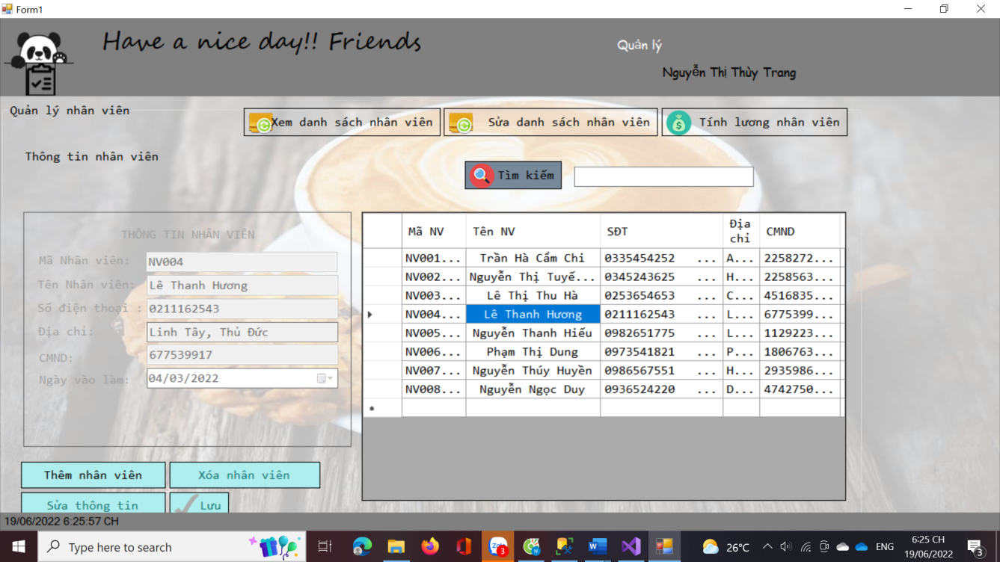 Form1
Have a nice day!! Friends
Quản lý
Nguyễn Thị Thùy Trang
Quản lý nhân viên
Xem danh sách nhân viên
Sửa danh sách nhân viên
Tính lương nhân viên
Thông tin nhân viên
Tìm kiếm
THÔNG TIN NHÂN VIÊN
Mã Nhân viên: NV004
Tên Nhân viên: Lê Thanh Hương
Số điện thoại : 0211162543
Địa chỉ: Linh Tây, Thủ Đức
CMND: 677539917
Ngày vào làm: 04/03/2022
Mã NV Tên NV SĐT Địa chỉ CMND
NV001... Trần Hà Cẩm Chi 0335454252 ... A... 2258272...
NV002... Nguyễn Thị Tuyế... 0345243625 ... H... 2258563...
NV003... Lê Thị Thu Hà 0253654653 ... C... 4516835...
NV004... Lê Thanh Hương 0211162543 ... L... 6775399...
NV005... Nguyễn Thanh Hiếu 0982651775 ... L... 1129223...
NV006... Phạm Thị Dung 0973541821 ... P... 1806763...
NV007... Nguyễn Thúy Huyền 0986567551 ... H... 2935986...
NV008... Nguyễn Ngọc Duy 0936524220 ... D... 4742750...
Thêm nhân viên
Xóa nhân viên
Sửa thông tin
Lưu
19/06/2022 6:25:57 CH
Type here to search
3
26°C
ENG
6:25 CH
19/06/2022
3